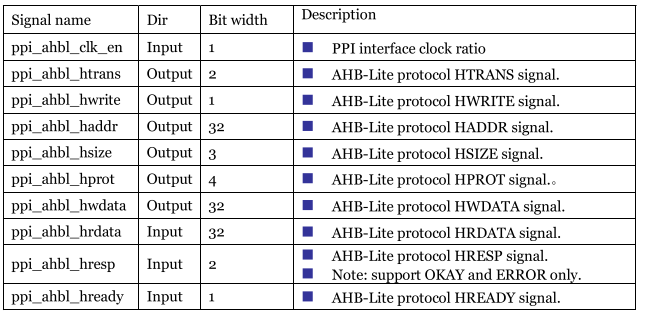 Signal name Dir Bit width Description
ppi_ahbl_clk_en Input 1 ■ PPI interface clock ratio
ppi_ahbl_htrans Output 2 ■ AHB-Lite protocol HTRANS signal.
ppi_ahbl_hwrite Output 1 ■ AHB-Lite protocol HWRITE signal.
ppi_ahbl_haddr Output 32 ■ AHB-Lite protocol HADDR signal.
ppi_ahbl_hsize Output 3 ■ AHB-Lite protocol HSIZE signal.
ppi_ahbl_hprot Output 4 ■ AHB-Lite protocol HPROT signal.。
ppi_ahbl_hwdata Output 32 ■ AHB-Lite protocol HWDATA signal.
ppi_ahbl_hrdata Input 32 ■ AHB-Lite protocol HRDATA signal.
ppi_ahbl_hresp Input 2 ■ AHB-Lite protocol HRESP signal.
■ Note: support OKAY and ERROR only.
ppi_ahbl_hready Input 1 ■ AHB-Lite protocol HREADY signal.